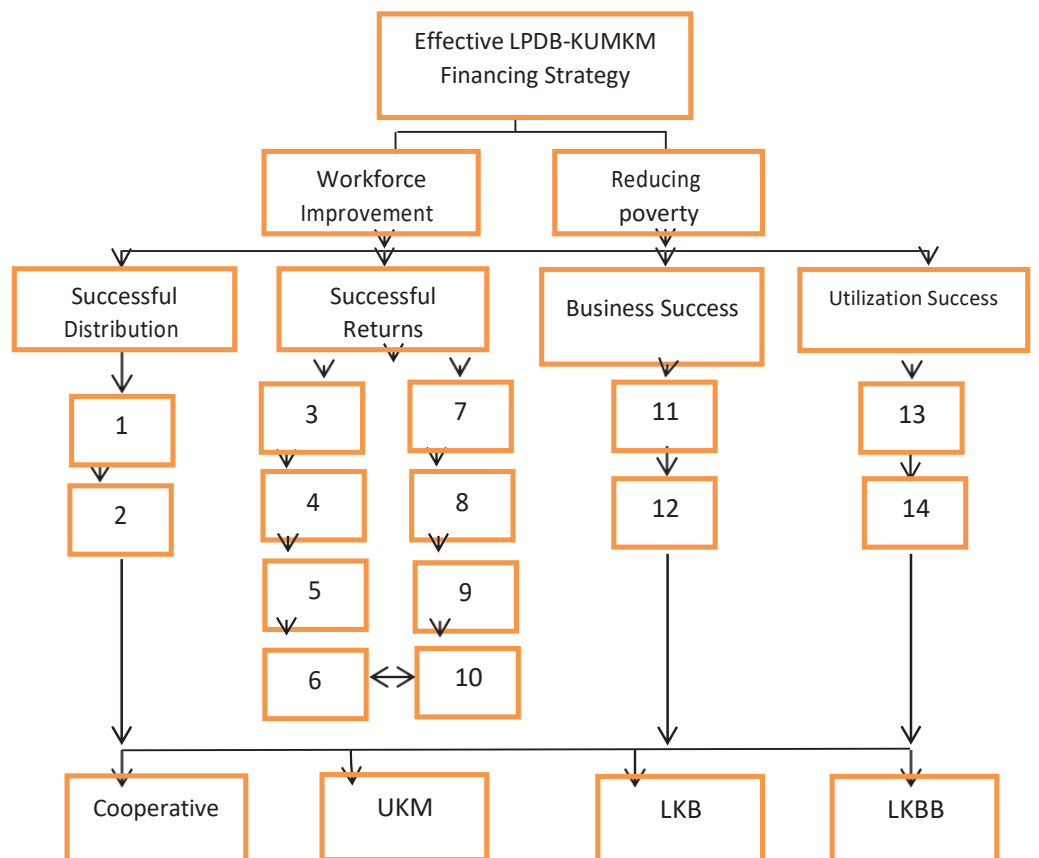 Effective LPDB-KUMKM
Financing Strategy
Workforce
Improvement
Reducing
poverty
Successful
Distribution
Successful
Returns
Business Success
Utilization Success
1
3
7
11
13
2
4
8
12
14
5
9
6
10
Cooperative
UKM
LKB
LKBB